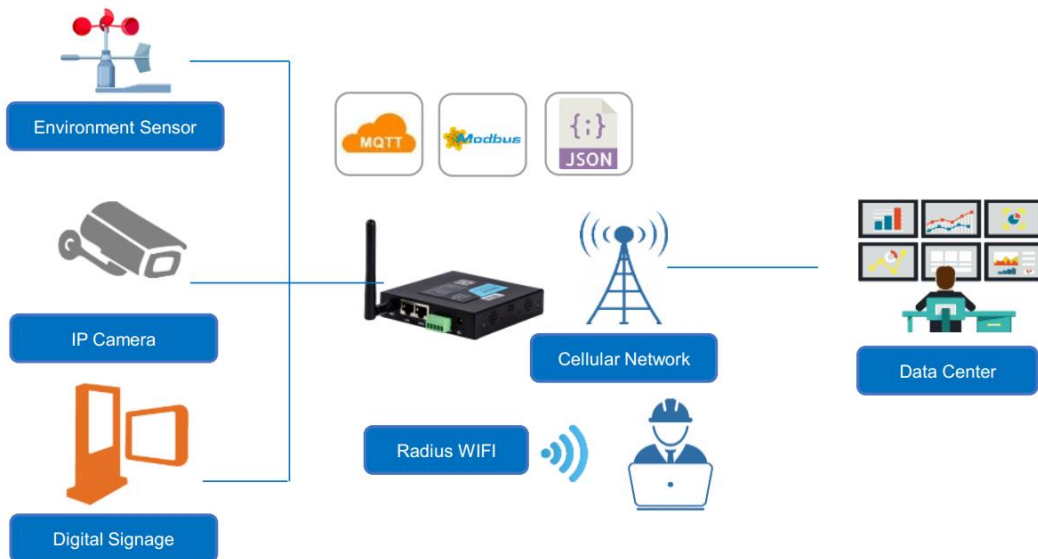 Environment Sensor
MQTT
Modbus
{;}
JSON
IP Camera
Cellular Network
Data Center
Radius WIFI
Digital Signage